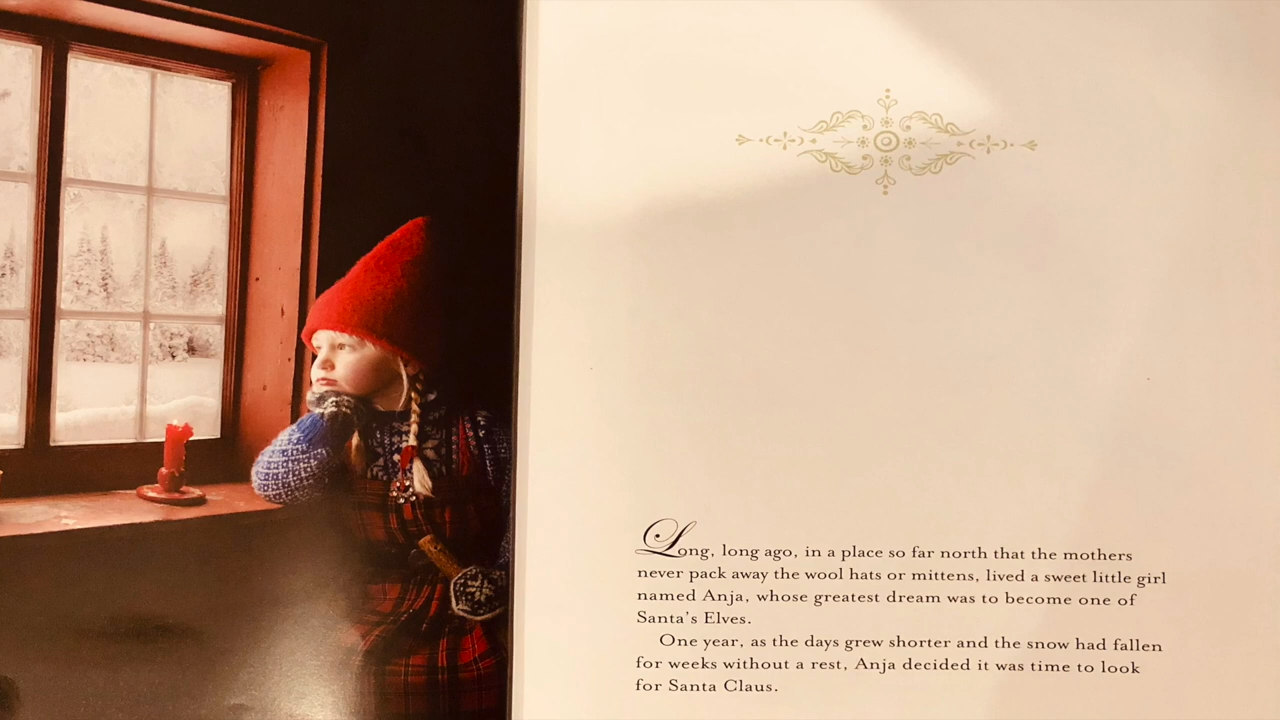 Long, long ago, in a place so far north that the mothers
never pack away the wool hats or mittens, lived a sweet little girl
named Anja, whose greatest dream was to become one of
Santa's Elves.
One year, as the days grew shorter and the snow had fallen
for weeks without a rest, Anja decided it was time to look
for Santa Claus.